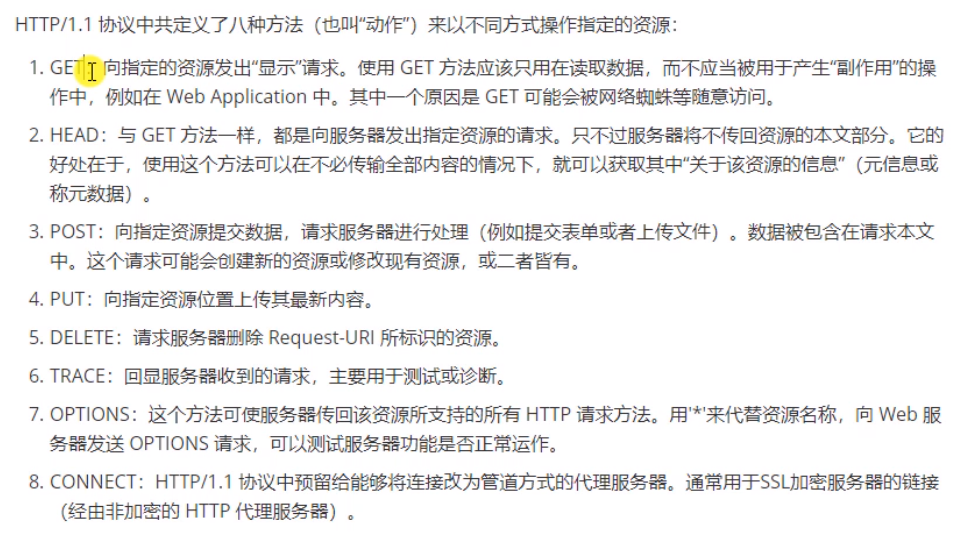 HTTP/1.1 协议中共定义了八种方法（也叫“动作”）来以不同方式操作指定的资源：
1. GET：向指定的资源发出“显示”请求。使用 GET 方法应该只用在读取数据，而不应当被用于产生“副作用”的操
作中，例如在 Web Application 中。其中一个原因是 GET 可能会被网络蜘蛛等随意访问。
2. HEAD：与 GET 方法一样，都是向服务器发出指定资源的请求。只不过服务器将不传回资源的本文部分。它的
好处在于，使用这个方法可以在不必传输全部内容的情况下，就可以获取其中“关于该资源的信息”（元信息或
称元数据）。
3. POST：向指定资源提交数据，请求服务器进行处理（例如提交表单或者上传文件）。数据被包含在请求本文
中。这个请求可能会创建新的资源或修改现有资源，或二者皆有。
4. PUT：向指定资源位置上传其最新内容。
5. DELETE：请求服务器删除 Request-URI 所标识的资源。
6. TRACE：回显服务器收到的请求，主要用于测试或诊断。
7. OPTIONS：这个方法可使服务器传回该资源所支持的所有 HTTP 请求方法。用'*'来代替资源名称，向 Web 服
务器发送 OPTIONS 请求，可以测试服务器功能是否正常运作。
8. CONNECT：HTTP/1.1 协议中预留给能够将连接改为管道方式的代理服务器。通常用于SSL加密服务器的链接
（经由非加密的 HTTP 代理服务器）。